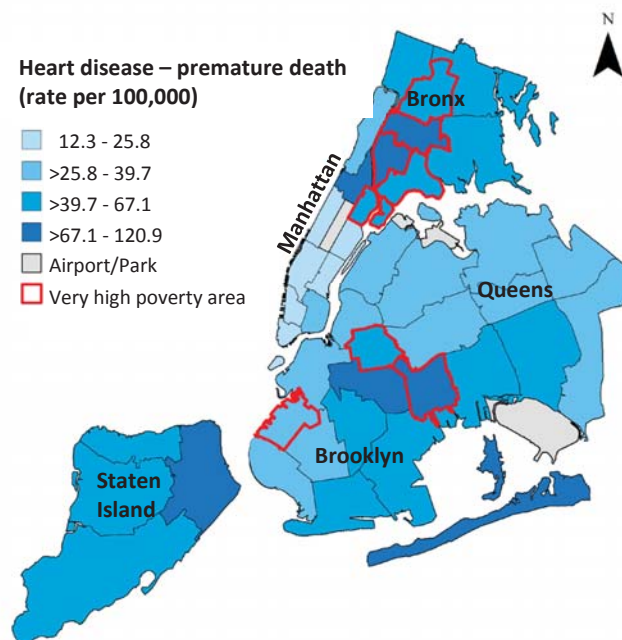 N
Heart disease – premature death
(rate per 100,000)
12.3 - 25.8
>25.8 - 39.7
>39.7 - 67.1
>67.1 - 120.9
Airport/Park
Very high poverty area
Bronx
Manhattan
Queens
Brooklyn
Staten
Island